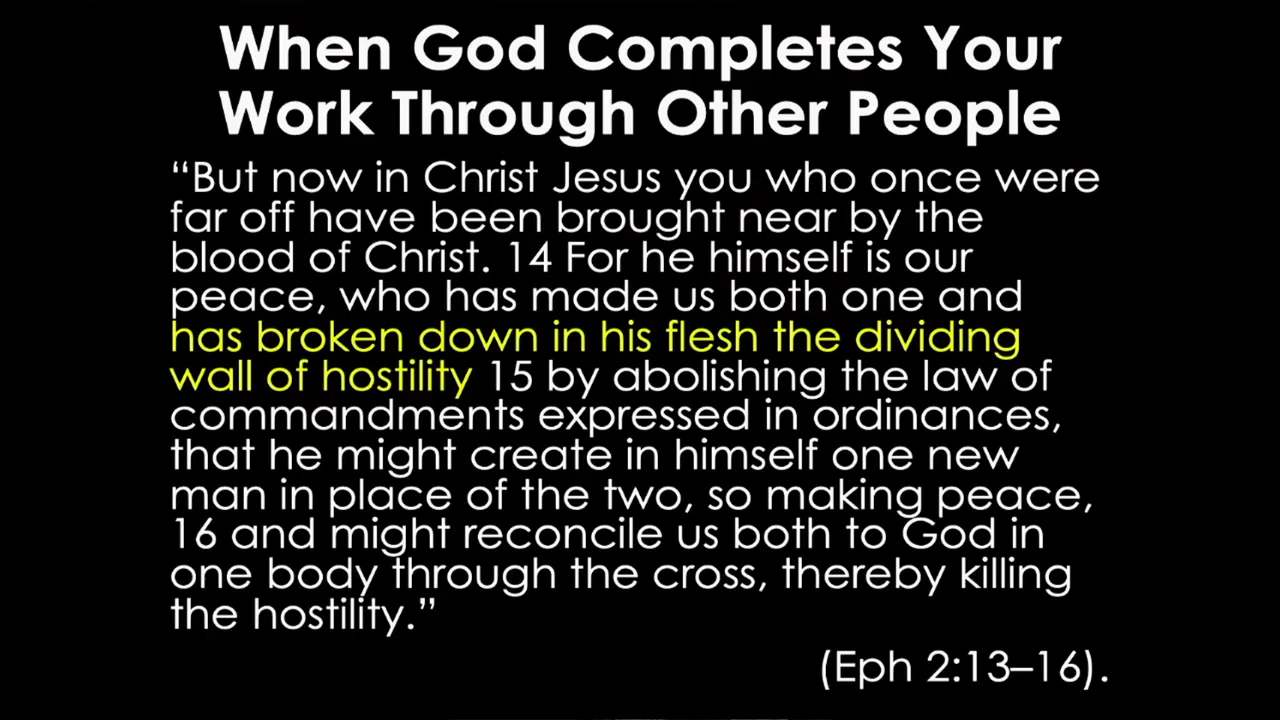 When God Completes Your
Work Through Other People
“But now in Christ Jesus you who once were
far off have been brought near by the
blood of Christ. 14 For he himself is our
peace, who has made us both one and
has broken down in his flesh the dividing
wall of hostility 15 by abolishing the law of
commandments expressed in ordinances,
that he might create in himself one new
man in place of the two, so making peace,
16 and might reconcile us both to God in
one body through the cross, thereby killing
the hostility.”
(Eph 2:13–16).